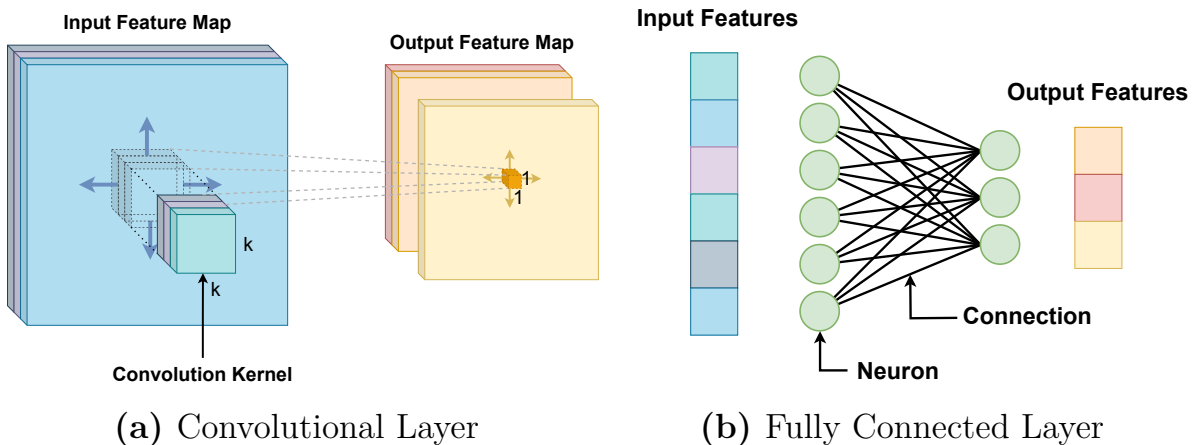 Input Feature Map
Output Feature Map
k
k
1
1
Convolution Kernel
(a) Convolutional Layer
Input Features
Output Features
Connection
Neuron
(b) Fully Connected Layer